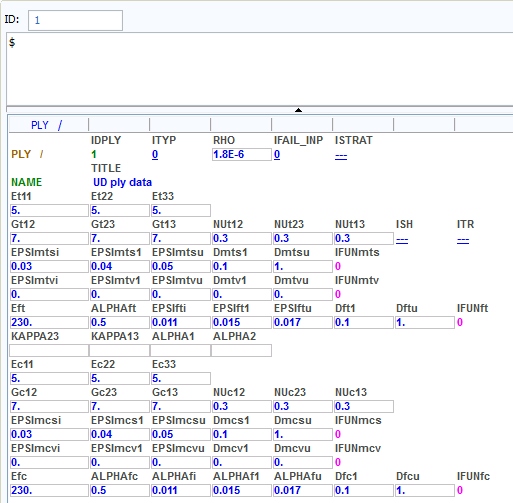 ID: 1
$
PLY /
IDPLY ITYP RHO IFAIL_INP ISTRAT
PLY / 1 0 1.8E-6 0 ---
TITLE
NAME UD ply data
Et11 Et22 Et33
5. 5. 5.
Gt12 Gt23 Gt13 NUt12 NUt23 NUt13 ISH ITR
7. 7. 7. 0.3 0.3 0.3 --- ---
EPSImtsi EPSImts1 EPSImtsu Dmts1 Dmtsu IFUNmts
0.03 0.04 0.05 0.1 1. 0
EPSImtvi EPSImtv1 EPSImtvu Dmtv1 Dmtvu IFUNmtv
0. 0. 0. 0. 0. 0
Eft ALPHAft EPSIfti EPSIft1 EPSIftu Dft1 Dftu IFUNft
230. 0.5 0.011 0.015 0.017 0.1 1. 0
KAPPA23 KAPPA13 ALPHA1 ALPHA2
Ec11 Ec22 Ec33
5. 5. 5.
Gc12 Gc23 Gc13 NUc12 NUc23 NUc13
7. 7. 7. 0.3 0.3 0.3
EPSImcsi EPSImcs1 EPSImcsu Dmcs1 Dmcsu IFUNmcs
0.03 0.04 0.05 0.1 1. 0
EPSImcvi EPSImcv1 EPSImcvu Dmcv1 Dmcvu IFUNmcv
0. 0. 0. 0. 0. 0
Efc ALPHAfc ALPHAfi ALPHAf1 ALPHAfu Dfc1 Dfcu IFUNfc
230. 0.5 0.011 0.015 0.017 0.1 1. 0